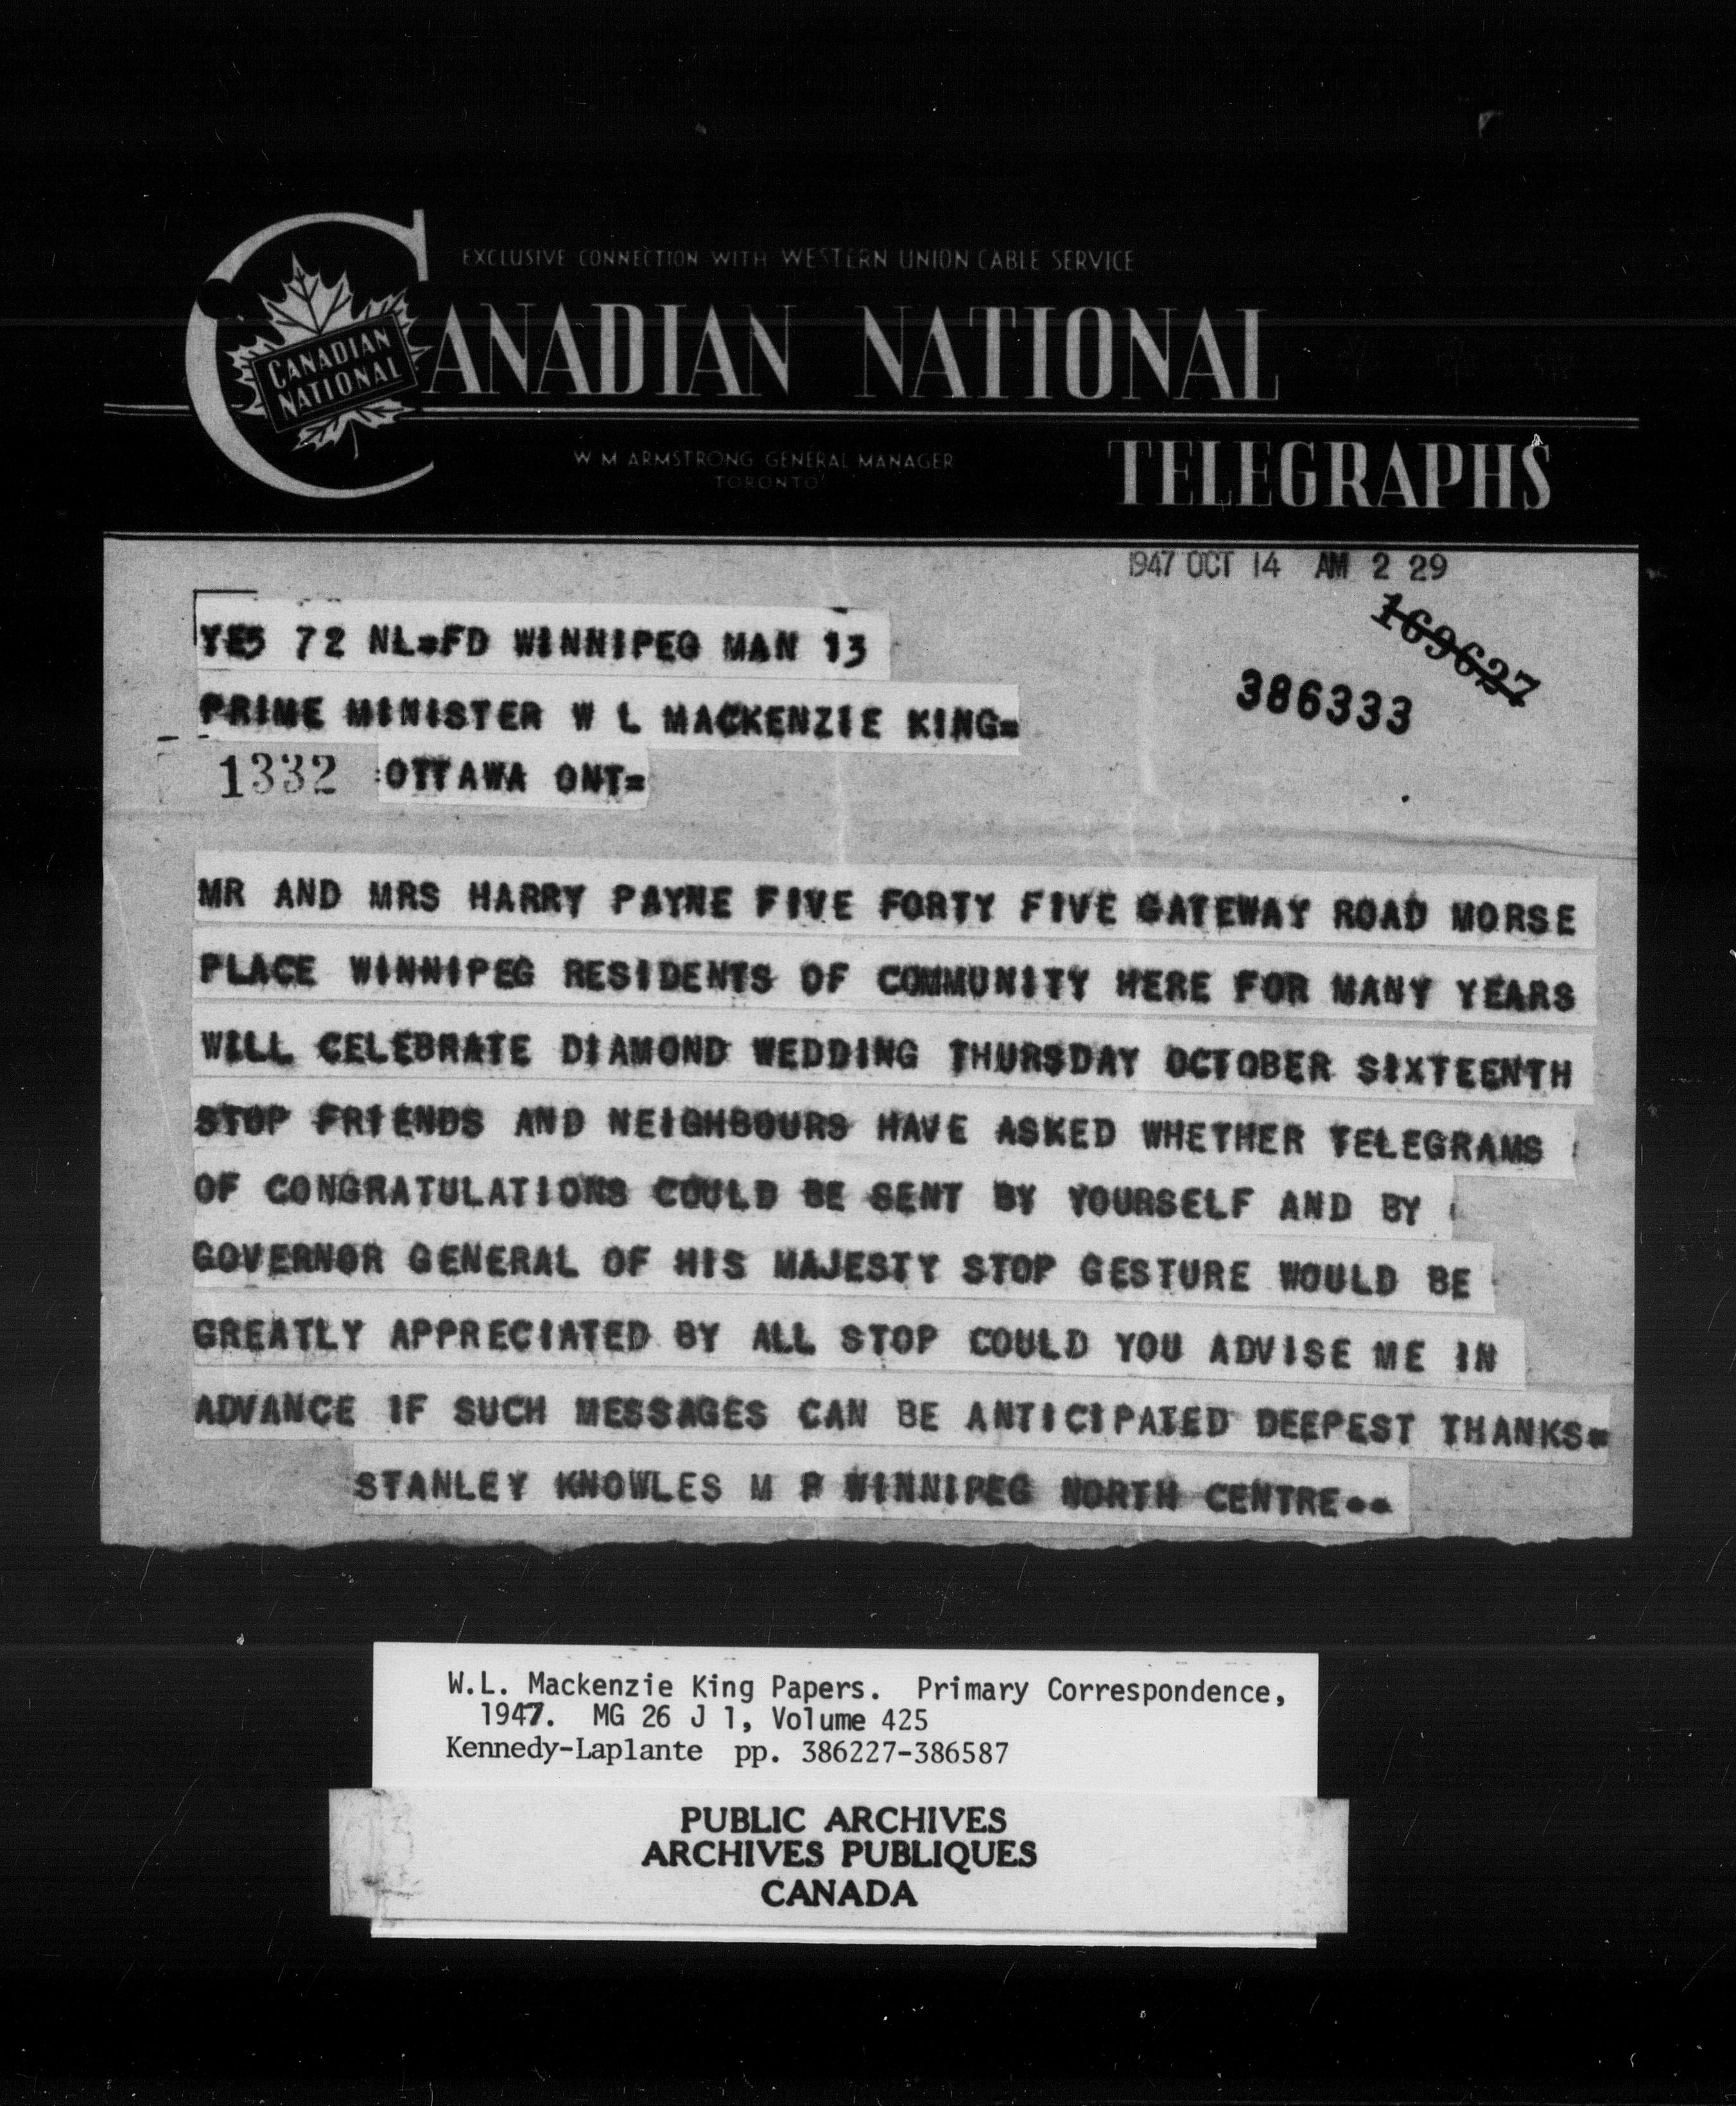 EXCLUSIVE CONNECTION WITH WESTERN UNION CABLE SERVICE
CANADIAN NATIONAL
CANADIAN
NATIONAL
W M ARMSTRONG GENERAL MANAGER
TORONTO
TELEGRAPHS
1947 OCT 14 AM 2 29
169627
386333
YE5 72 NL=FD WINNIPEG MAN 13
PRIME MINISTER W L MACKENZIE KING=
1332 :OTTAWA ONT=
MR AND MRS HARRY PAYNE FIVE FORTY FIVE GATEWAY ROAD MORSE
PLACE WINNIPEG RESIDENTS OF COMMUNITY HERE FOR MANY YEARS
WILL CELEBRATE DIAMOND WEDDING THURSDAY OCTOBER SIXTEENTH
STOP FRIENDS AND NEIGHBOURS HAVE ASKED WHETHER TELEGRAMS
OF CONGRATULATIONS COULD BE SENT BY YOURSELF AND BY
GOVERNOR GENERAL OF HIS MAJESTY STOP GESTURE WOULD BE
GREATLY APPRECIATED BY ALL STOP COULD YOU ADVISE ME IN
ADVANCE IF SUCH MESSAGES CAN BE ANTICIPATED DEEPEST THANKS=
STANLEY KNOWLES M P WINNIPEG NORTH CENTRE..
W.L. Mackenzie King Papers. Primary Correspondence,
1947. MG 26 J 1, Volume 425
Kennedy-Laplante pp. 386227-386587
PUBLIC ARCHIVES
ARCHIVES PUBLIQUES
CANADA